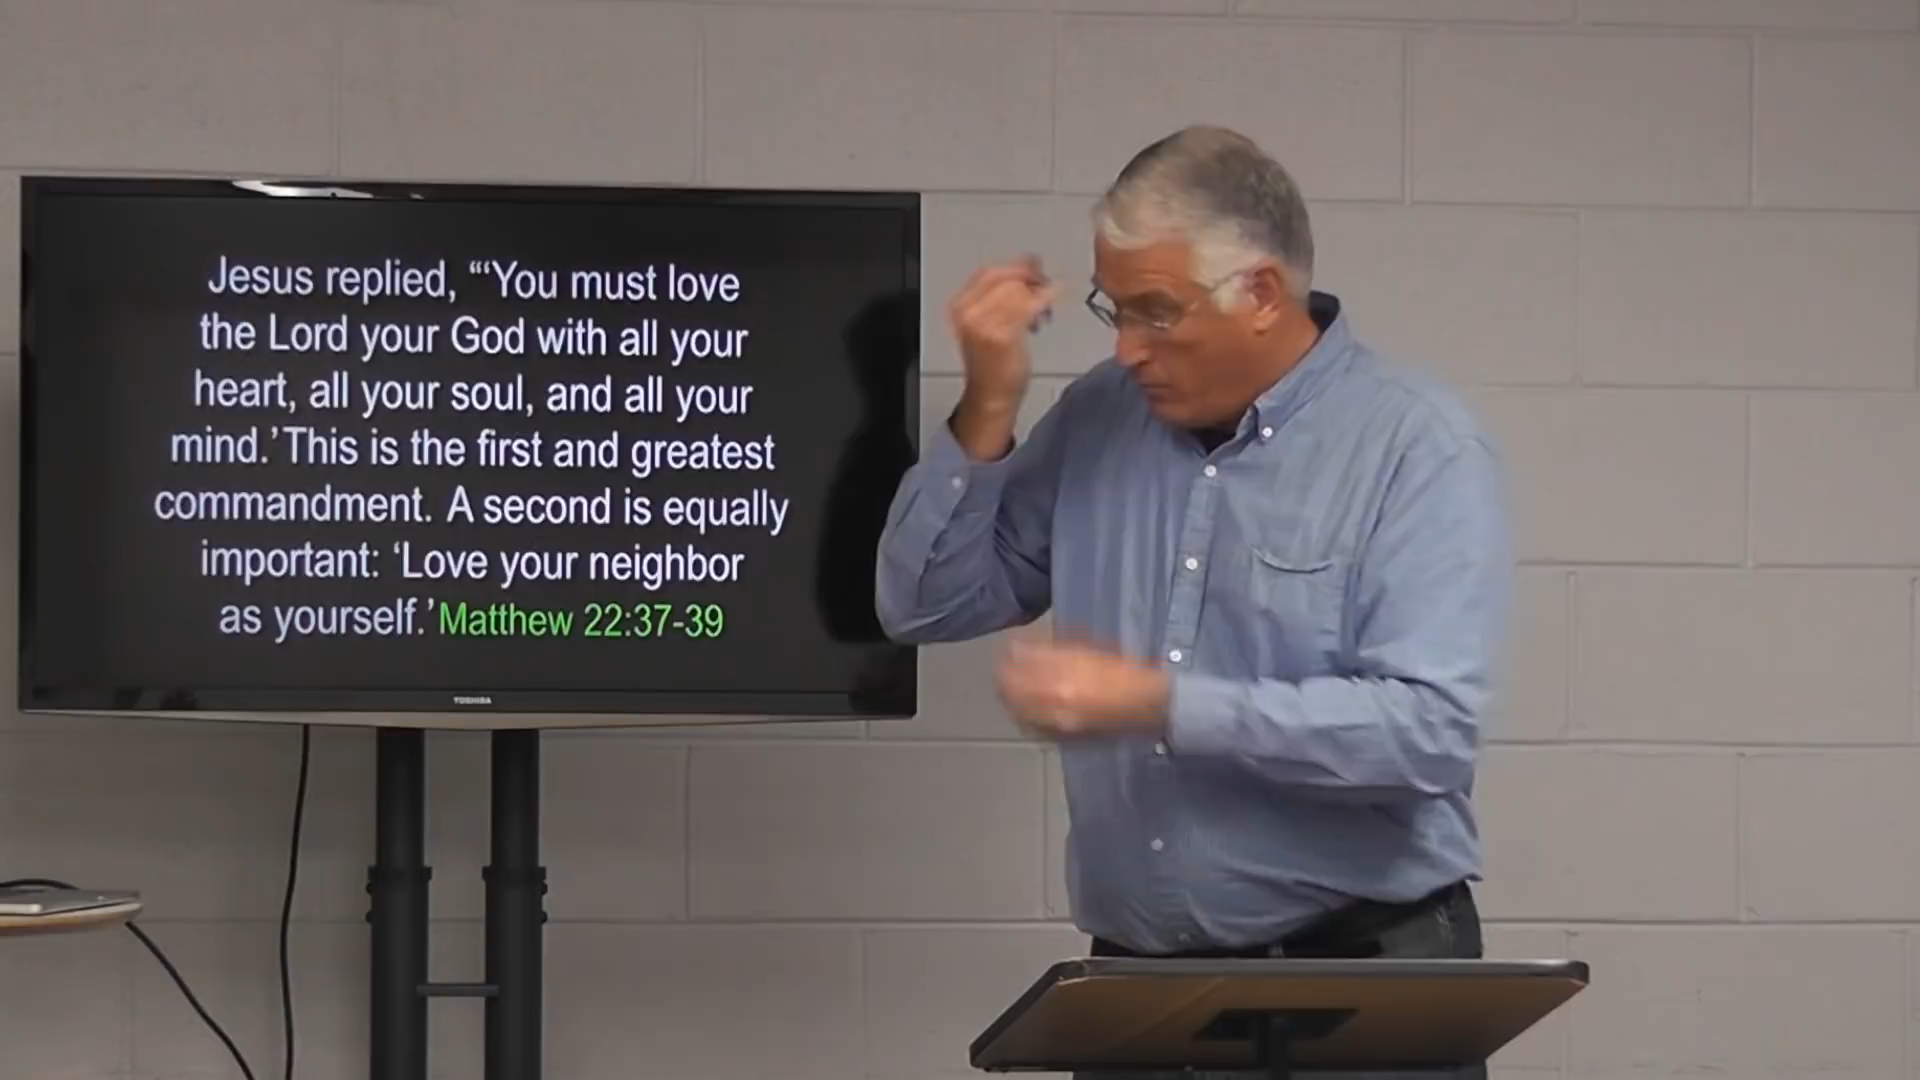 Jesus replied, “‘You must love
the Lord your God with all your
heart, all your soul, and all your
mind.’ This is the first and greatest
commandment. A second is equally
important: ‘Love your neighbor
as yourself.’ Matthew 22:37-39
TOSHIBA